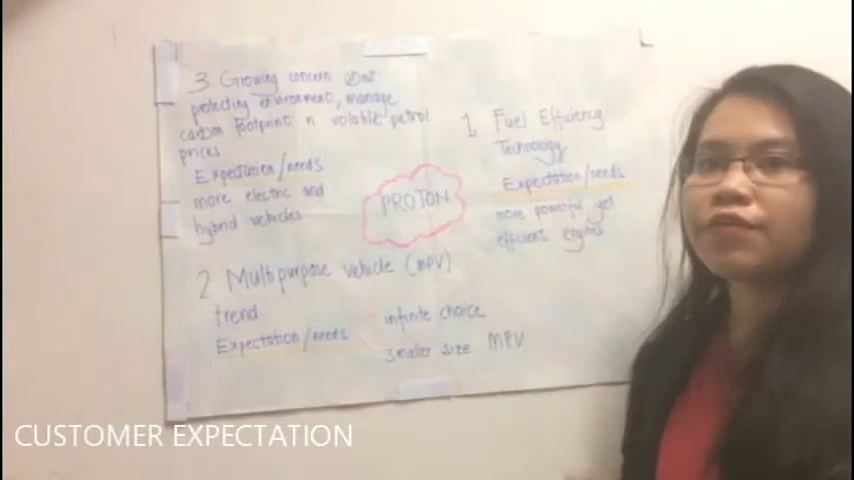 3 Growing concern about
protecting environment, manage
carbon footprint n volatile petrol
prices
Expectation/needs
more electric and
hybrid vehicles
PROTON
1. Fuel Efficiency
Technology
Expectation/needs
more powerful yet
efficient engines
2 Multipurpose vehicle (MPV)
trend
Expectation/needs
infinite choice
smaller size MPV
CUSTOMER EXPECTATION